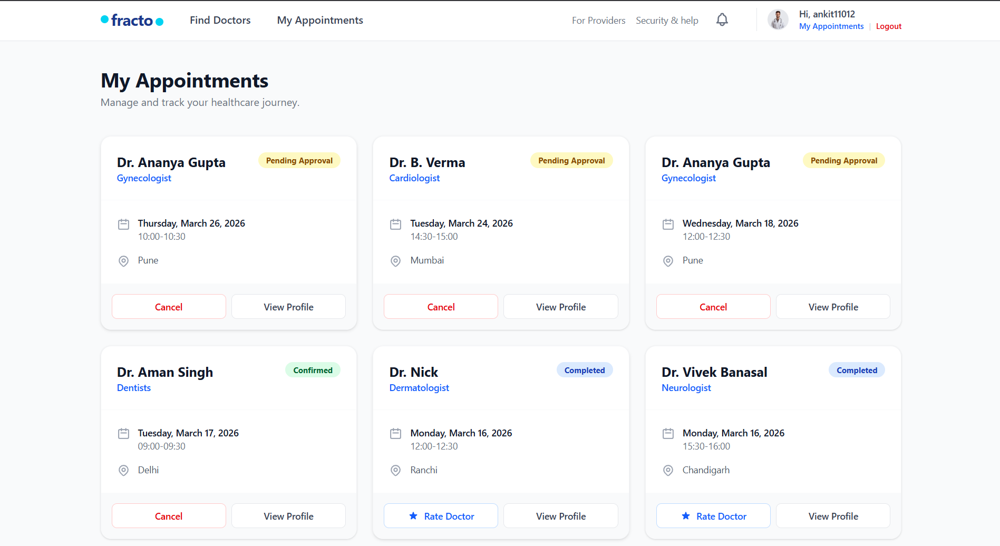 fracto
Find Doctors
My Appointments
For Providers
Security & help
Hi, ankit11012
My Appointments | Logout
My Appointments
Manage and track your healthcare journey.
Dr. Ananya Gupta
Pending Approval
Gynecologist
Thursday, March 26, 2026
10:00-10:30
Pune
Cancel
View Profile
Dr. B. Verma
Pending Approval
Cardiologist
Tuesday, March 24, 2026
14:30-15:00
Mumbai
Cancel
View Profile
Dr. Ananya Gupta
Pending Approval
Gynecologist
Wednesday, March 18, 2026
12:00-12:30
Pune
Cancel
View Profile
Dr. Aman Singh
Confirmed
Dentists
Tuesday, March 17, 2026
09:00-09:30
Delhi
Cancel
View Profile
Dr. Nick
Completed
Dermatologist
Monday, March 16, 2026
12:00-12:30
Ranchi
Rate Doctor
View Profile
Dr. Vivek Banasal
Completed
Neurologist
Monday, March 16, 2026
15:30-16:00
Chandigarh
Rate Doctor
View Profile